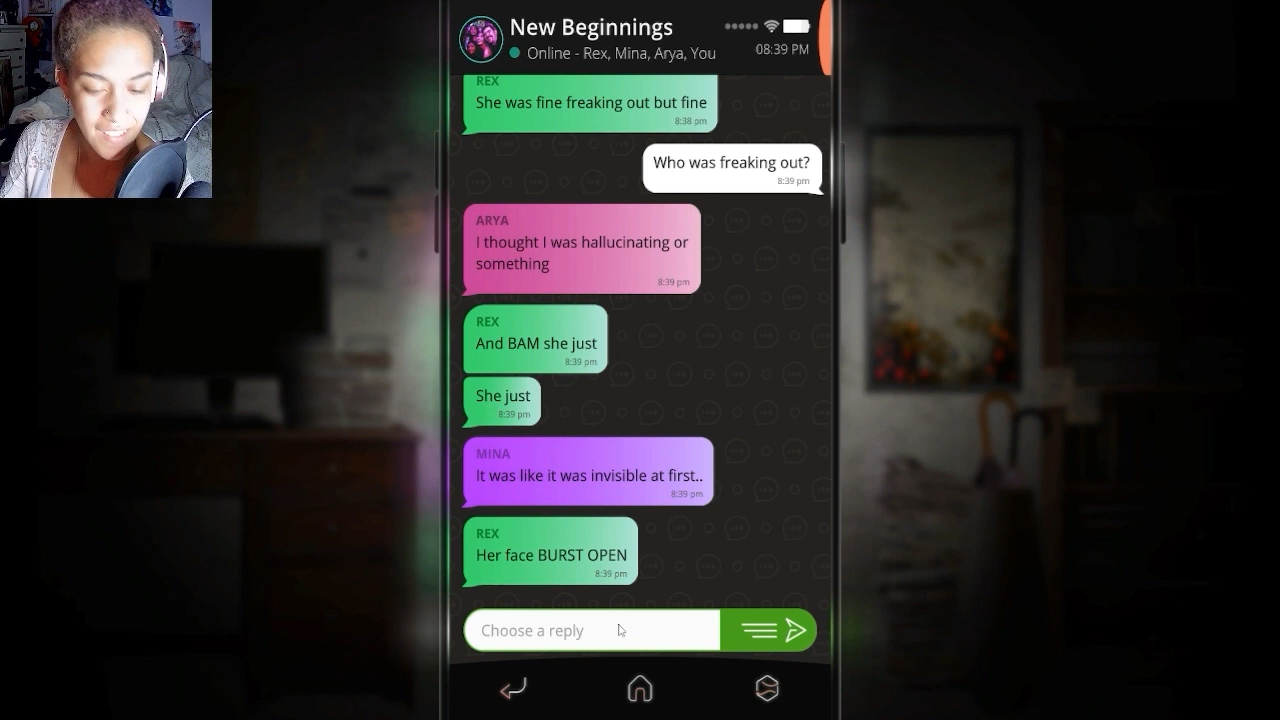 New Beginnings
Online - Rex, Mina, Arya, You
08:39 PM
REX
She was fine freaking out but fine
8:38 pm
Who was freaking out?
8:39 pm
ARYA
I thought I was hallucinating or
something
8:39 pm
REX
And BAM she just
8:39 pm
She just
8:39 pm
MINA
It was like it was invisible at first..
8:39 pm
REX
Her face BURST OPEN
8:39 pm
Choose a reply